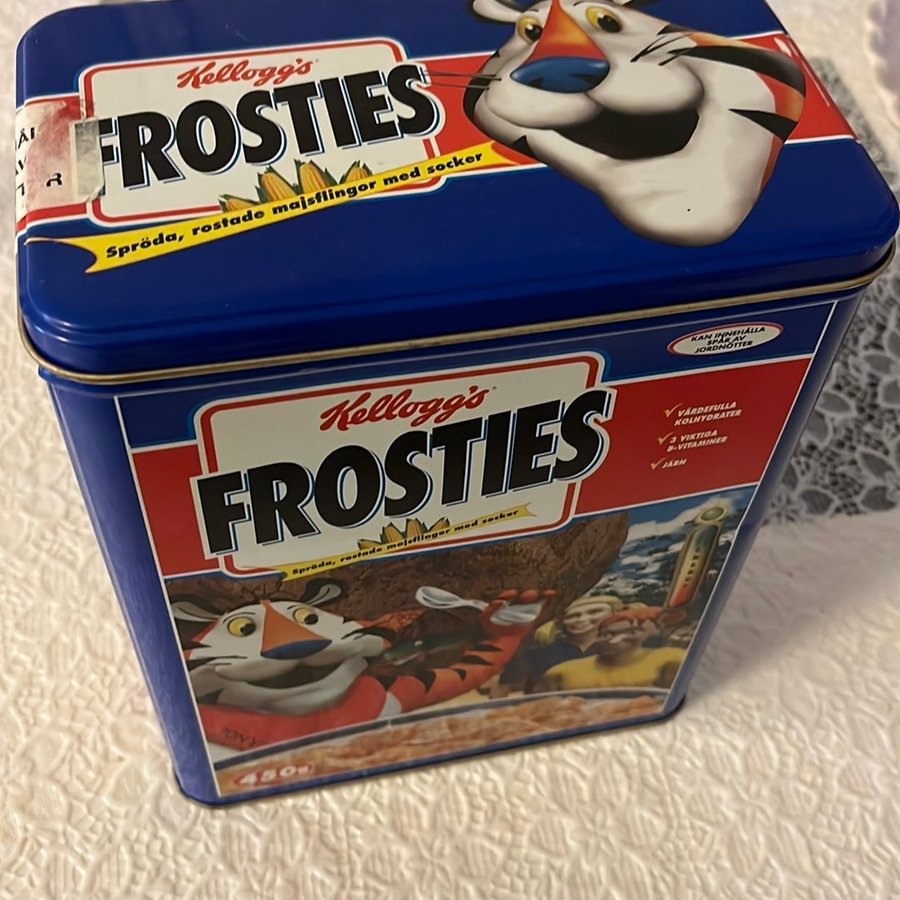 Kellogg's
FROSTIES
Spröda, rostade majsflingor med socker
KAN INNEHÅLLA
SPÅR AV
JORDNÖTTER
Kellogg's
FROSTIES
Spröda, rostade majsflingor med socker
VÄRDEFULLA
KOLHYDRATER
3 VIKTIGA
B-VITAMINER
JÄRN
450g